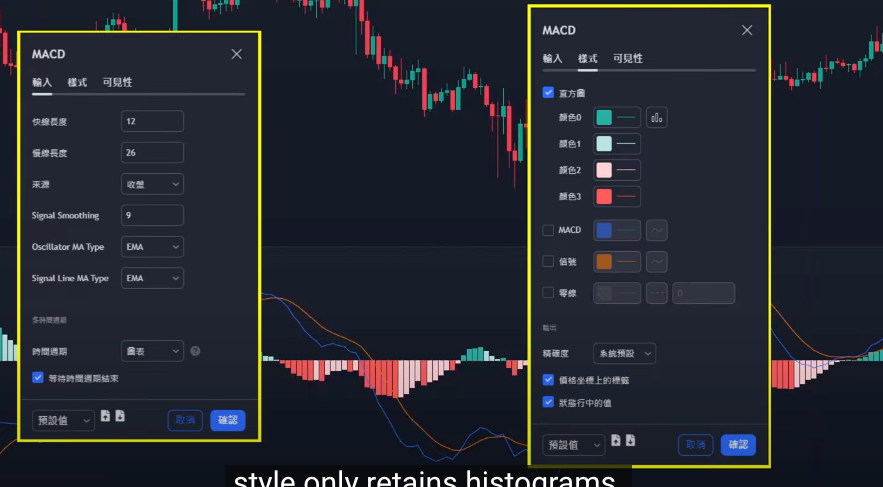 MACD
輸入 樣式 可見性
快線長度 12
慢線長度 26
來源 收盤
Signal Smoothing 9
Oscillator MA Type EMA
Signal Line MA Type EMA
多時間週期
時間週期 圖表 ?
等待時間週期結束
預設值 取消 確認
MACD
輸入 樣式 可見性
直方圖
顏色0
顏色1
顏色2
顏色3
MACD
信號
零線 0
輸出
精確度 系統預設
價格坐標上的標籤
狀態行中的值
預設值 取消 確認
style only retains histograms